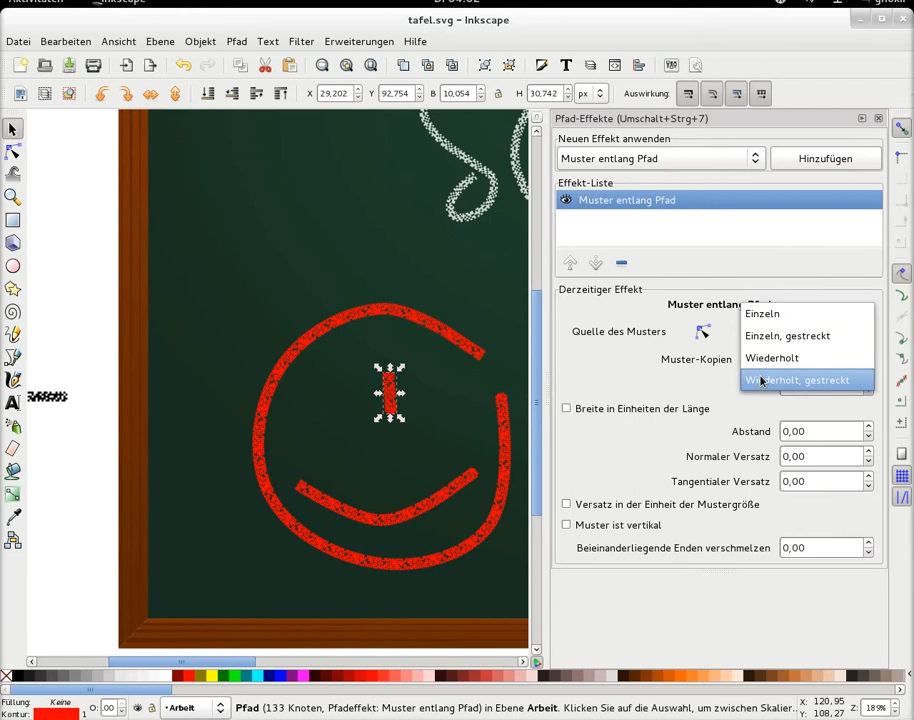 tafel.svg – Inkscape
Datei Bearbeiten Ansicht Ebene Objekt Pfad Text Filter Erweiterungen Hilfe
X 29,202 Y 92,754 B 10,054 H 30,742 px Auswirkung:
Pfad-Effekte (Umschalt+Strg+7)
Neuen Effekt anwenden
Muster entlang Pfad Hinzufügen
Effekt-Liste
Muster entlang Pfad
Derzeitiger Effekt
Muster entlang
Einzeln
Quelle des Musters
Einzeln, gestreckt
Muster-Kopien
Wiederholt
Wiederholt, gestreckt
Breite in Einheiten der Länge
Abstand 0,00
Normaler Versatz 0,00
Tangentialer Versatz 0,00
Versatz in der Einheit der Mustergröße
Muster ist vertikal
Beieinanderliegende Enden verschmelzen 0,00
Füllung: Keine
Kontur: 1
O: .00
Arbeit
Pfad (133 Knoten, Pfadeffekt: Muster entlang Pfad) in Ebene Arbeit. Klicken Sie auf die Auswahl, um zwischen Skalier...
X: 120,95
Y: 108,27
Z: 189%